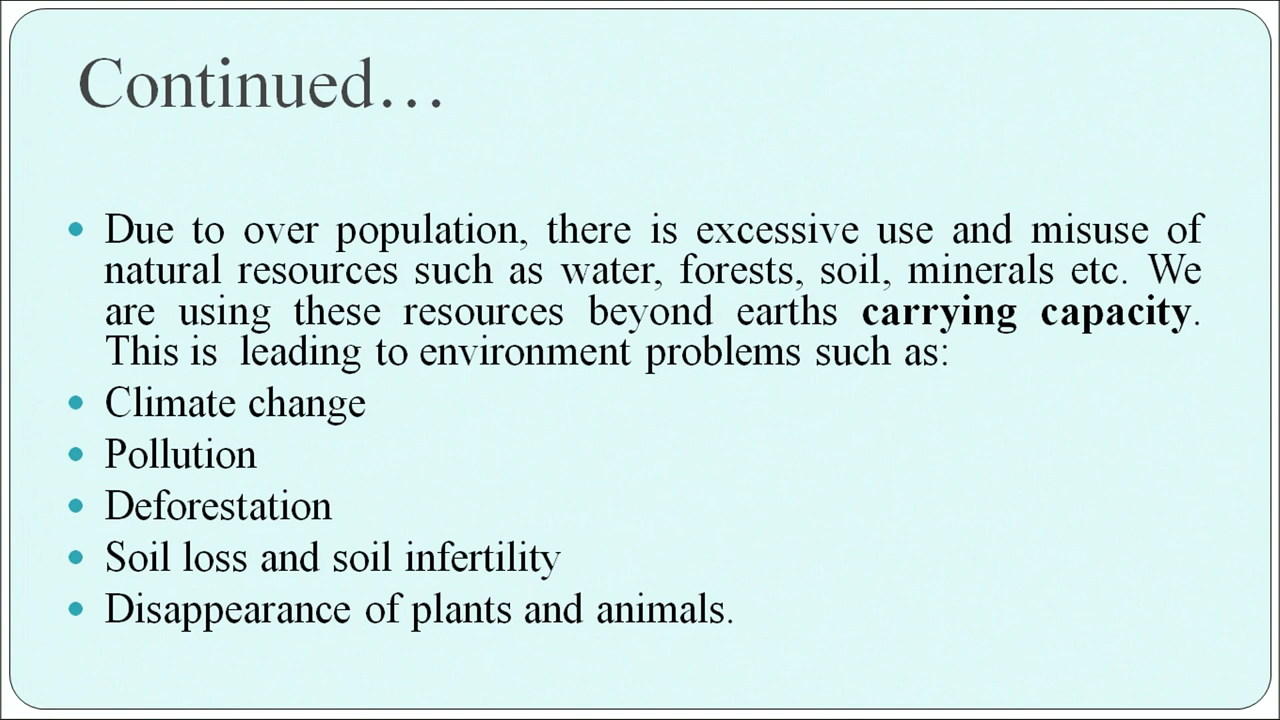 Continued…
• Due to over population, there is excessive use and misuse of
natural resources such as water, forests, soil, minerals etc. We
are using these resources beyond earths carrying capacity.
This is  leading to environment problems such as:
• Climate change
• Pollution
• Deforestation
• Soil loss and soil infertility
• Disappearance of plants and animals.